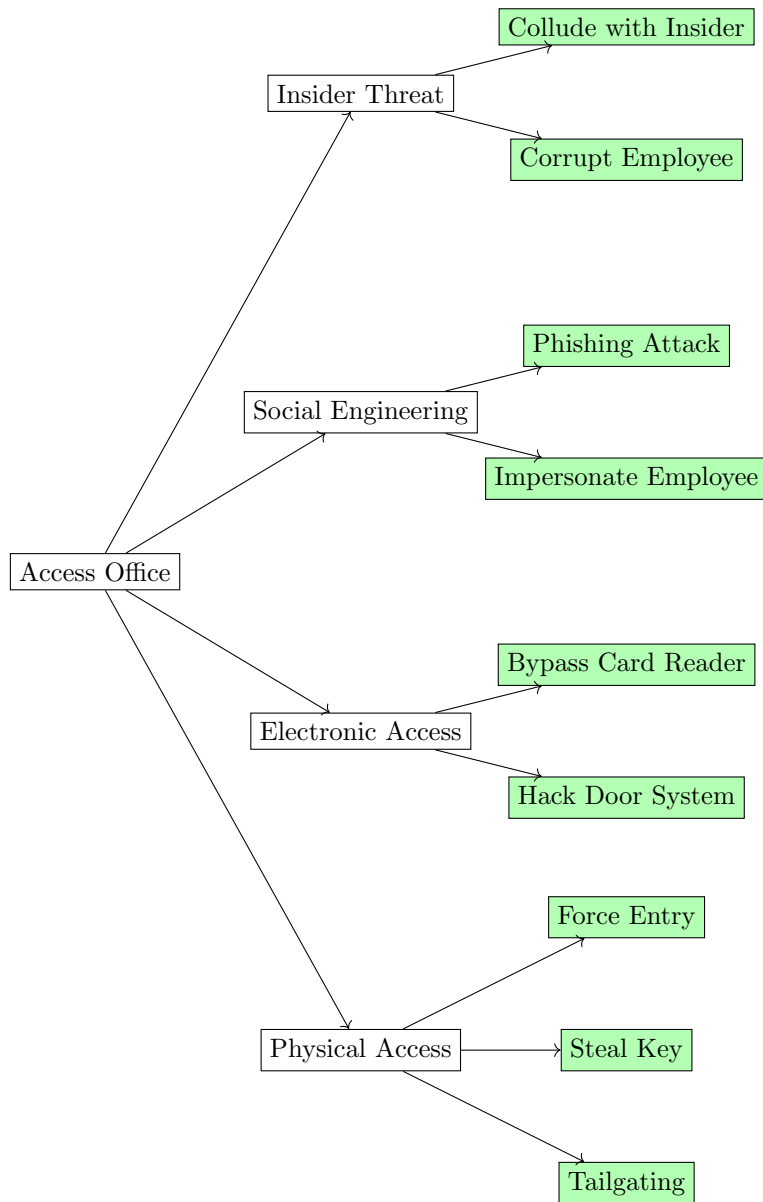 Collude with Insider
Insider Threat
Corrupt Employee
Phishing Attack
Social Engineering
Impersonate Employee
Access Office
Bypass Card Reader
Electronic Access
Hack Door System
Force Entry
Physical Access
Steal Key
Tailgating